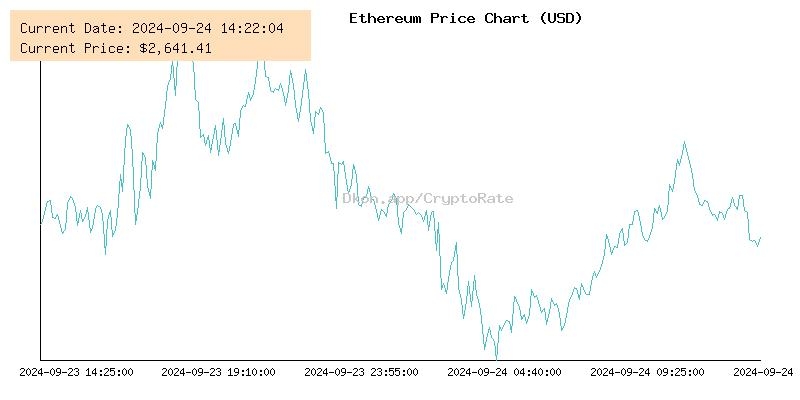 Ethereum Price Chart (USD)
Current Date: 2024-09-24 14:22:04
Current Price: $2,641.41
Dkon.app/CryptoRate
2024-09-23 14:25:00
2024-09-23 19:10:00
2024-09-23 23:55:00
2024-09-24 04:40:00
2024-09-24 09:25:00
2024-09-24